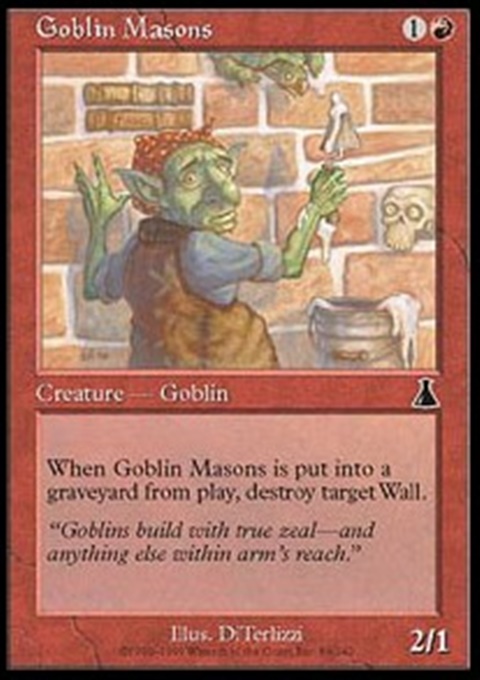 Goblin Masons
1
Creature — Goblin
When Goblin Masons is put into a
graveyard from play, destroy target Wall.
“Goblins build with true zeal—and
anything else within arm’s reach.”
Illus. DiTerlizzi
2/1